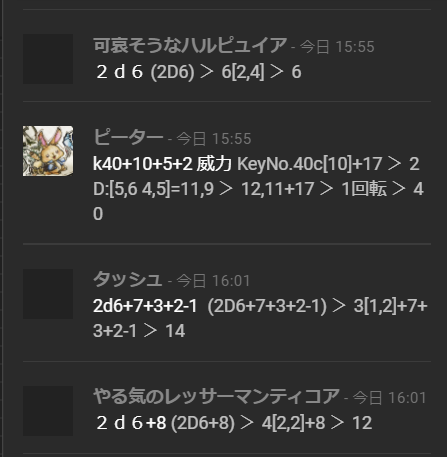 可哀そうなハルピュイア - 今日 15:55
２ｄ６ (2D6) ＞ 6[2,4] ＞ 6
ピーター - 今日 15:55
k40+10+5+2 威力 KeyNo.40c[10]+17 ＞ 2
D:[5,6 4,5]=11,9 ＞ 12,11+17 ＞ 1回転 ＞ 4
0
タッシュ - 今日 16:01
2d6+7+3+2-1 (2D6+7+3+2-1) ＞ 3[1,2]+7+
3+2-1 ＞ 14
やる気のレッサーマンティコア - 今日 16:01
２ｄ６+8 (2D6+8) ＞ 4[2,2]+8 ＞ 12